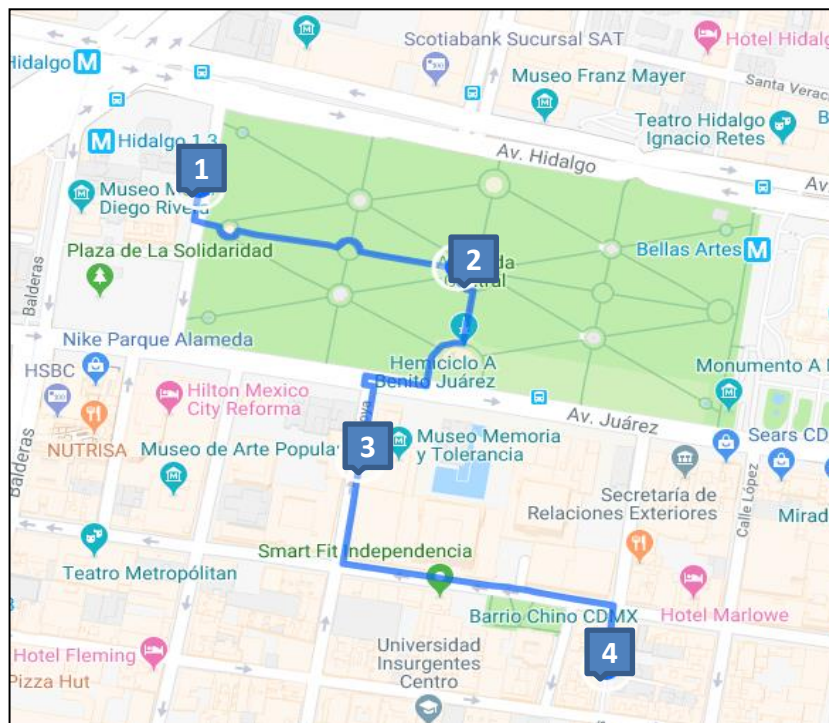 Scotiabank Sucursal SAT
Hotel Hidalg
Hidalgo
Museo Franz Mayer
Santa Verac
Teatro Hidalgo
Ignacio Retes
Hidalgo 1 3
Av. Hidalgo
1
Museo M
Diego Rivera
Av.
Plaza de La Solidaridad
2
Bellas Artes
Balderas
Nike Parque Alameda
Hemiciclo A
Benito Juárez
Monumento A
HSBC
Hilton Mexico
City Reforma
Av. Juárez
NUTRISA
Museo de Arte Popula
3
Museo Memoria
y Tolerancia
Sears CD
Balderas
Secretaría de
Relaciones Exteriores
Calle López
Mirad
Teatro Metropólitan
Smart Fit Independencia
Barrio Chino CDMX
Hotel Marlowe
Hotel Fleming
Universidad
Insurgentes
Centro
4
Pizza Hut